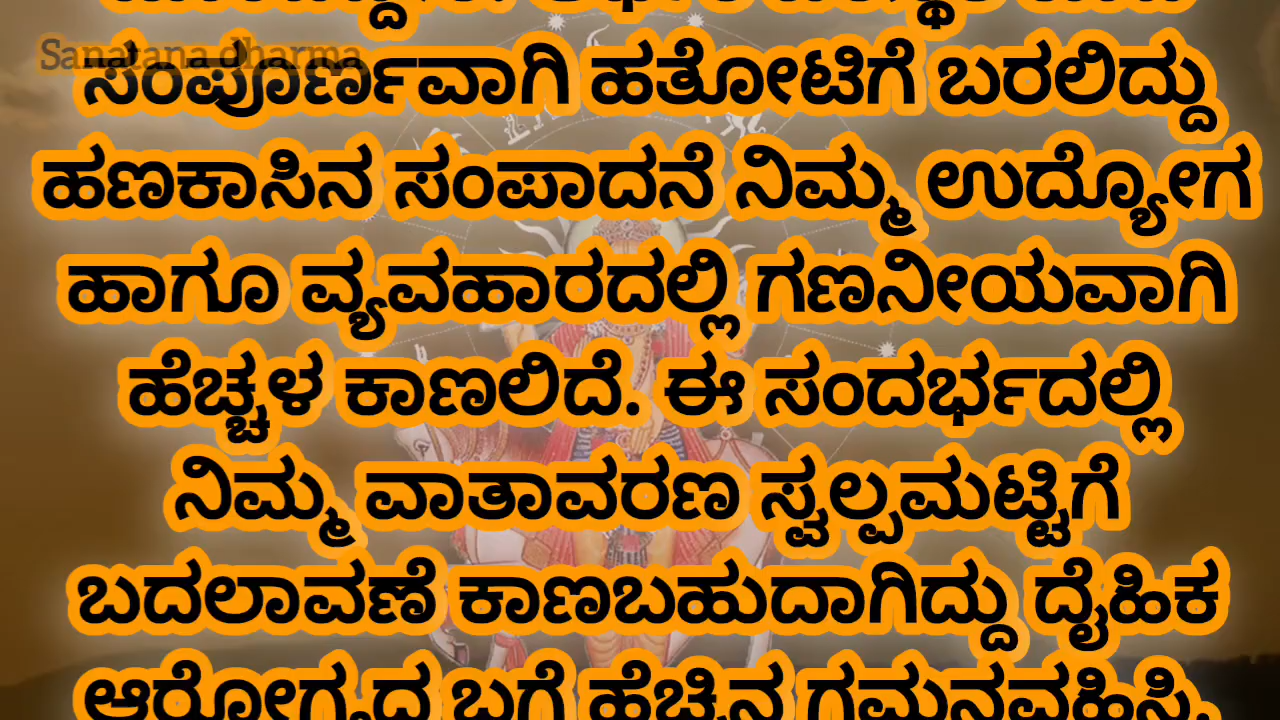 Sanatana dharma
ಸಂಪೂರ್ಣವಾಗಿ ಹತೋಟಿಗೆ ಬರಲಿದ್ದು
ಹಣಕಾಸಿನ ಸಂಪಾದನೆ ನಿಮ್ಮ ಉದ್ಯೋಗ
ಹಾಗೂ ವ್ಯವಹಾರದಲ್ಲಿ ಗಣನೀಯವಾಗಿ
ಹೆಚ್ಚಳ ಕಾಣಲಿದೆ. ಈ ಸಂದರ್ಭದಲ್ಲಿ
ನಿಮ್ಮ ವಾತಾವರಣ ಸ್ವಲ್ಪಮಟ್ಟಿಗೆ
ಬದಲಾವಣೆ ಕಾಣಬಹುದಾಗಿದ್ದು ದೈಹಿಕ
ಆರೋಗ್ಯದ ಬಗ್ಗೆ ಹೆಚ್ಚಿನ ಗಮನವಹಿಸಿ.